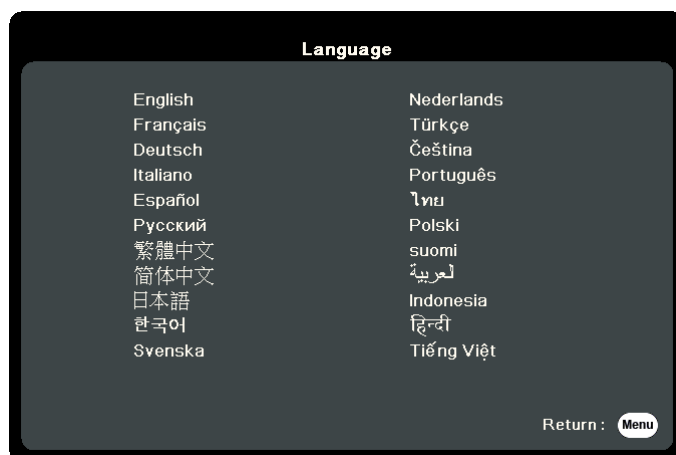 Language
English
Français
Deutsch
Italiano
Español
Русский
繁體中文
简体中文
日本語
한국어
Svenska
Nederlands
Türkçe
Čeština
Português
ไทย
Polski
suomi
العربية
Indonesia
हिन्दी
Tiếng Việt
Return: Menu